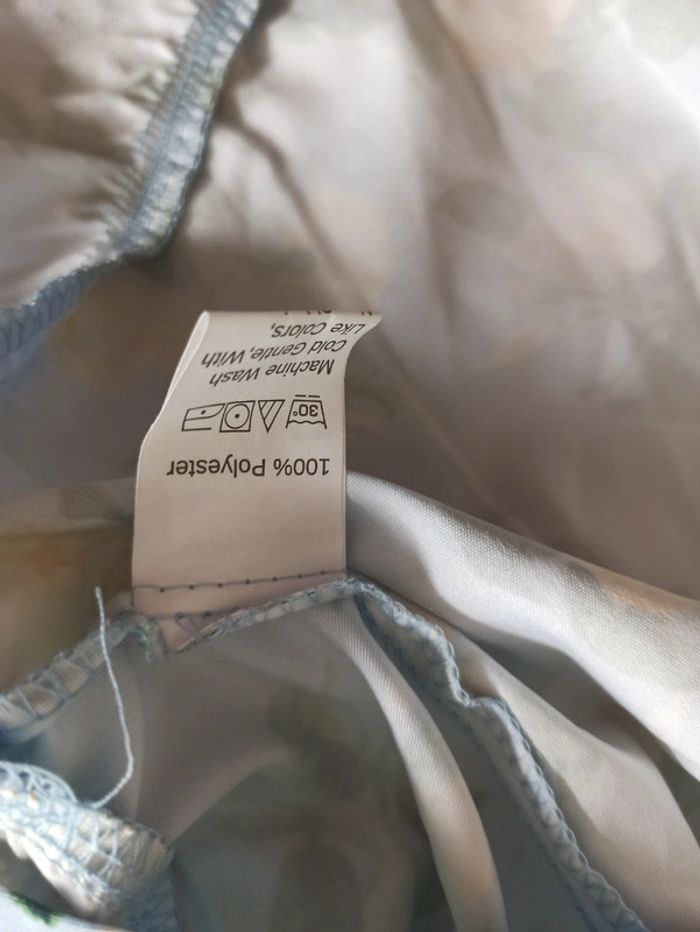 100% Polyester
30°
Machine Wash
Cold Gentle, With
Like Colors,